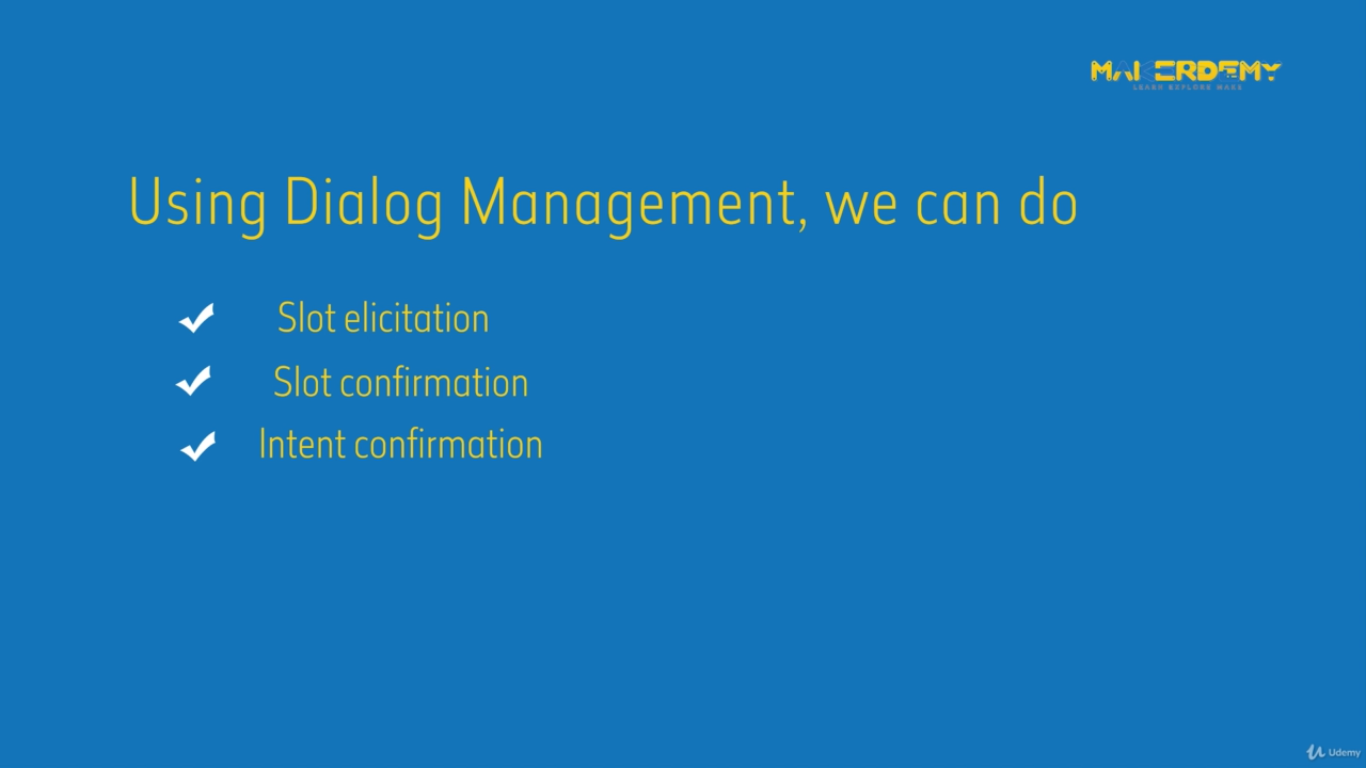 MAKERDEMY
LEARN EXPLORE MAKE
Using Dialog Management, we can do
Slot elicitation
Slot confirmation
Intent confirmation
Udemy